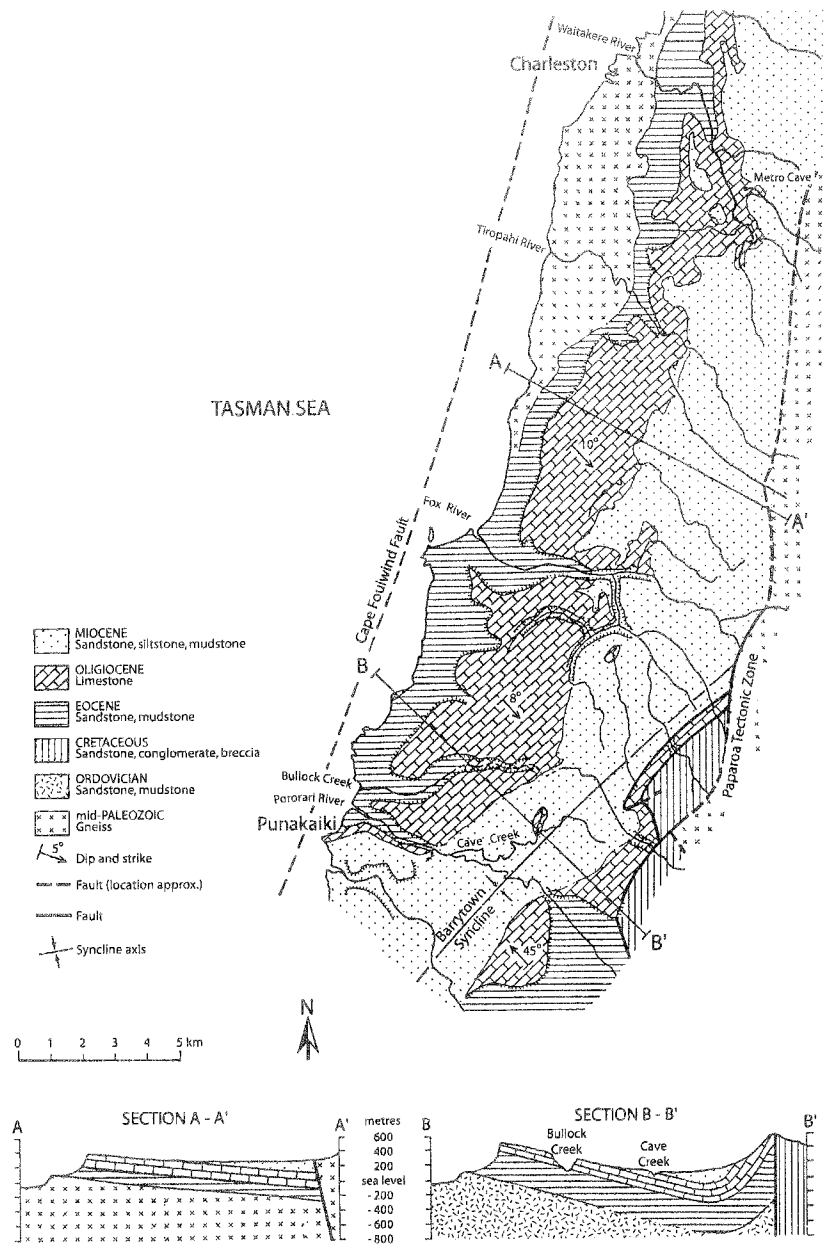 Waitakere River
Charleston
Metro Cave
Tiropahi River
A
10°
TASMAN SEA
A'
Fox River
Cape Foulwind Fault
B
8°
Paparoa Tectonic Zone
Bullock Creek
Pororari River
Punakaiki
Cave Creek
Barrytown
Syncline
45°
B'
MIOCENE
Sandstone, siltstone, mudstone
OLIGIOCENE
Limestone
EOCENE
Sandstone, mudstone
CRETACEOUS
Sandstone, conglomerate, breccia
ORDOVICIAN
Sandstone, mudstone
mid-PALEOZOIC
Gneiss
5°
Dip and strike
Fault (location approx.)
Fault
Syncline axis
N
0 1 2 3 4 5 km
SECTION A - A'
A
A'
metres
600
400
200
sea level
- 200
- 400
- 600
- 800
SECTION B - B'
B
B'
Bullock
Creek
Cave
Creek